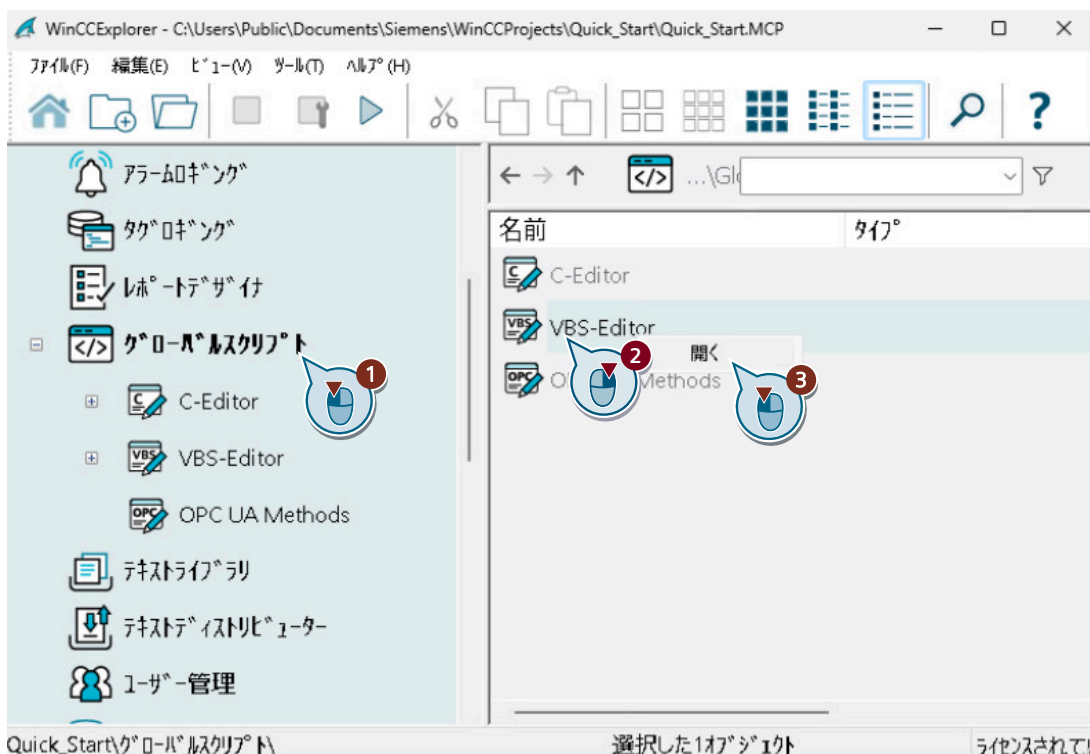 WinCCExplorer - C:\Users\Public\Documents\Siemens\WinCCProjects\Quick_Start\Quick_Start.MCP
ﾌｧｲﾙ(F) 編集(E) ﾋﾞｭｰ(V) ﾂｰﾙ(T) ﾍﾙﾌﾟ(H)
?
ｱﾗｰﾑﾛｷﾞﾝｸﾞ
ﾀｸﾞﾛｷﾞﾝｸﾞ
ﾚﾎﾟｰﾄﾃﾞｻﾞｲﾅ
ｸﾞﾛｰﾊﾞﾙｽｸﾘﾌﾟﾄ
1
C-Editor
VBS-Editor
OPC UA Methods
ﾃｷｽﾄﾗｲﾌﾞﾗﾘ
ﾃｷｽﾄﾃﾞｨｽﾄﾘﾋﾞｭｰﾀｰ
ﾕｰｻﾞｰ管理
...\Glo
名前 ﾀｲﾌﾟ
C-Editor
VBS-Editor
2
開く
3
Methods
Quick_Start\ｸﾞﾛｰﾊﾞﾙｽｸﾘﾌﾟﾄ\ 選択した1ｵﾌﾞｼﾞｪｸﾄ ﾗｲｾﾝｽされて